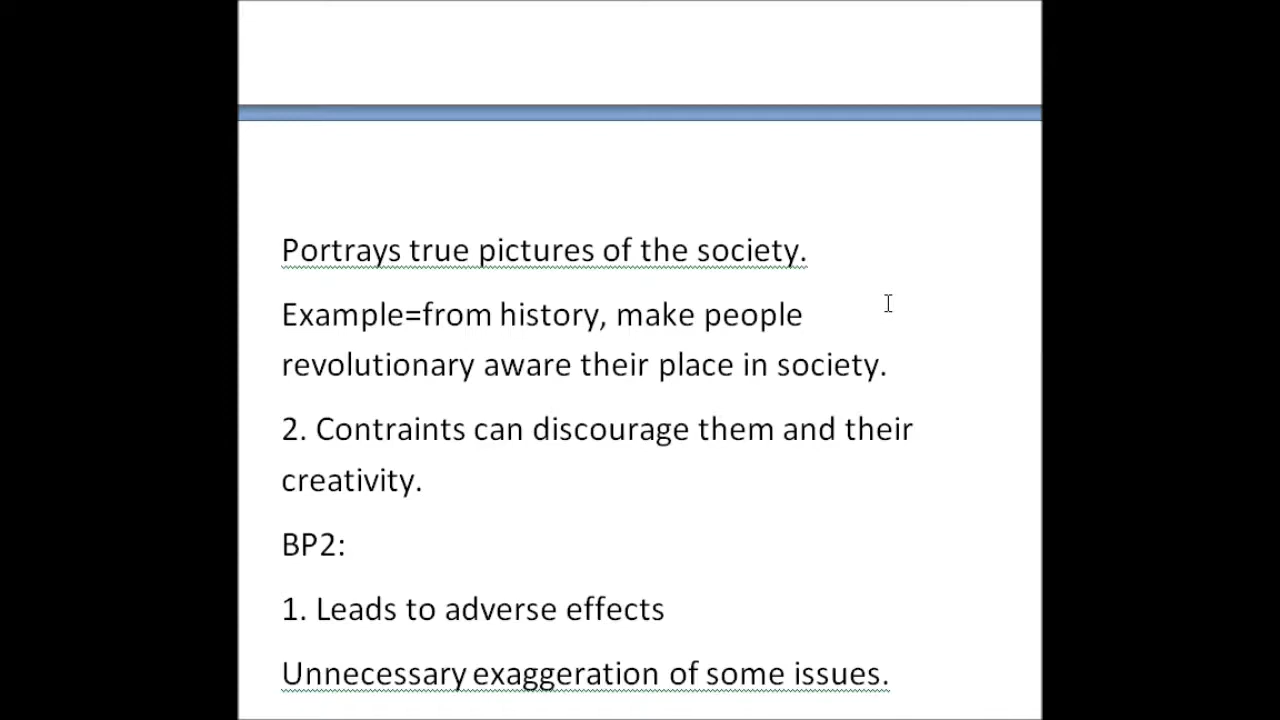 Portrays true pictures of the society.
Example=from history, make people
revolutionary aware their place in society.
2. Contraints can discourage them and their
creativity.
BP2:
1. Leads to adverse effects
Unnecessary exaggeration of some issues.